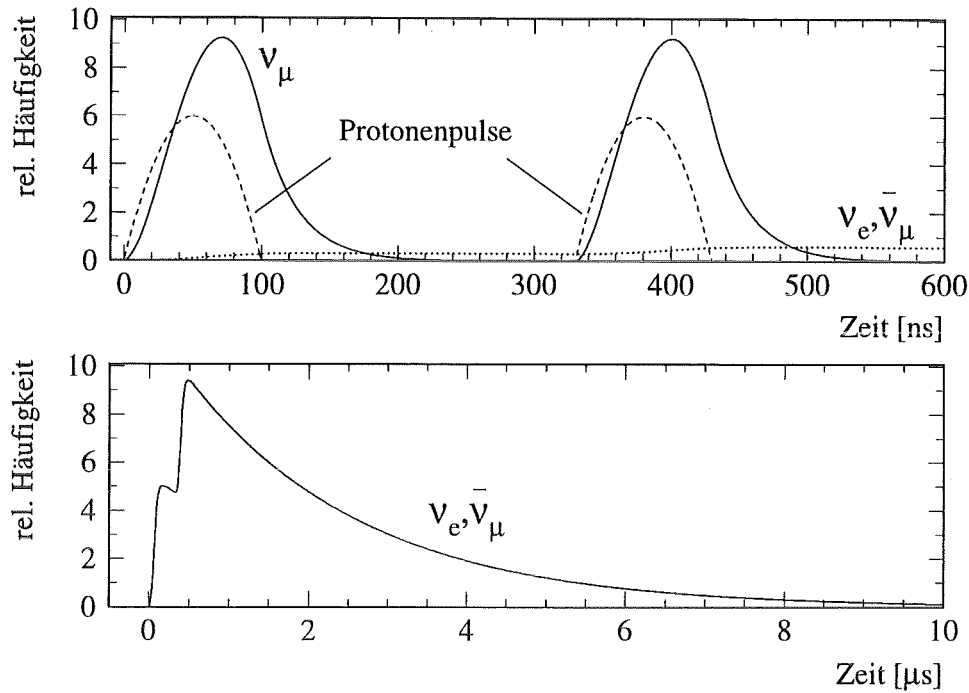 rel. Häufigkeit
10
8
6
4
2
0
ν_μ
Protonenpulse
ν_e, ν̄_μ
0 100 200 300 400 500 600
Zeit [ns]
rel. Häufigkeit
10
8
6
4
2
0
ν_e, ν̄_μ
0 2 4 6 8 10
Zeit [μs]